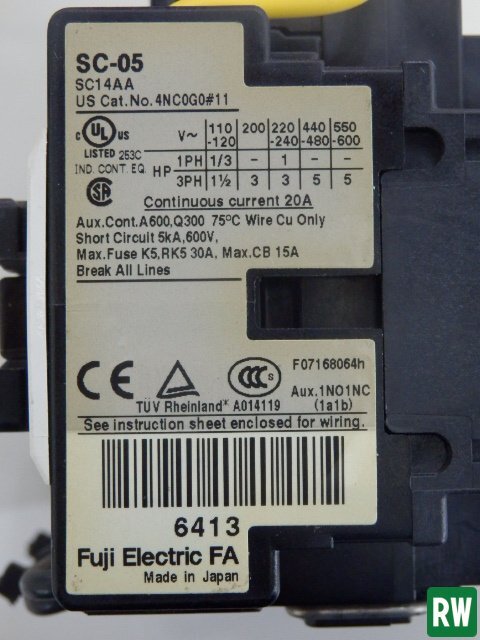 SC-05
SC14AA
US Cat.No.4NC0G0#11
c UL US
LISTED 253C
IND. CONT. EQ.
V~ 110-120 200 220-240 440-480 550-600
HP 1PH 1/3 - 1 - -
3PH 1½ 3 3 5 5
Continuous current 20A
Aux.Cont.A600,Q300 75°C Wire Cu Only
Short Circuit 5kA,600V,
Max.Fuse K5,RK5 30A, Max.CB 15A
Break All Lines
CE
CCC S
F07168064h
TÜV Rheinland* A014119
Aux.1NO1NC
(1a1b)
See instruction sheet enclosed for wiring.
6413
Fuji Electric FA
Made in Japan
RW